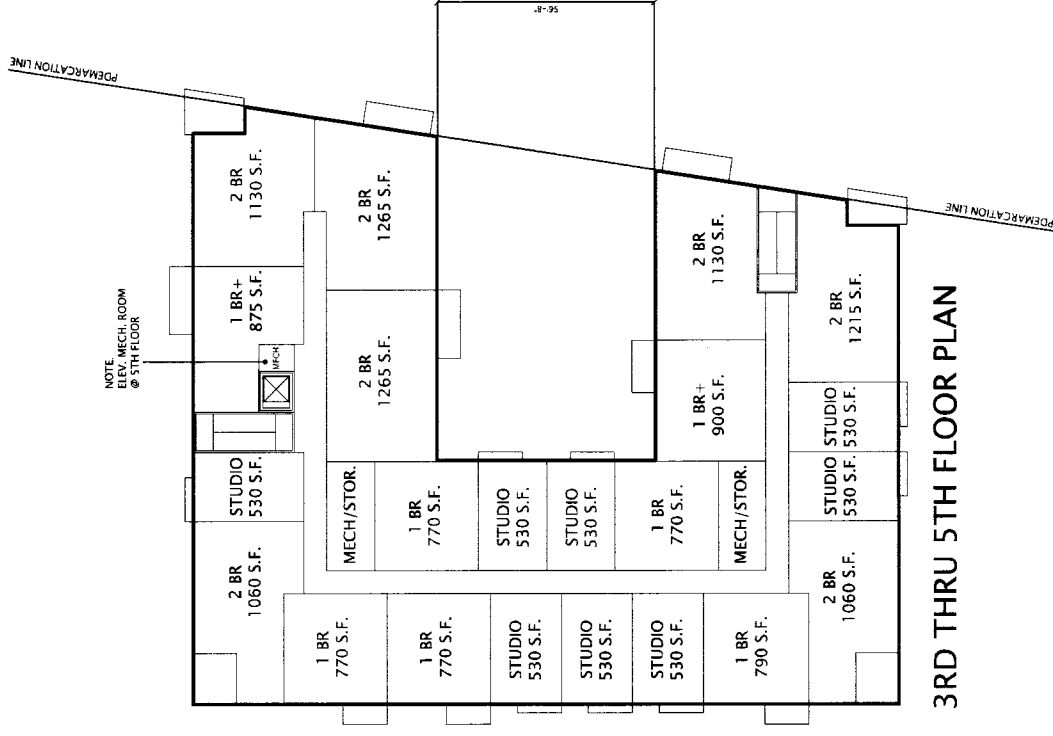 PDEMARCATION LINE
56'-8"
NOTE.
ELEV. MECH. ROOM
@ 5TH FLOOR
2 BR
1130 S.F.
1 BR+
875 S.F.
MECH
2 BR
1265 S.F.
2 BR
1265 S.F.
STUDIO
530 S.F.
2 BR
1060 S.F.
MECH/STOR.
1 BR
770 S.F.
STUDIO
530 S.F.
STUDIO
530 S.F.
1 BR
770 S.F.
MECH/STOR.
1 BR
770 S.F.
1 BR
770 S.F.
STUDIO
530 S.F.
STUDIO
530 S.F.
STUDIO
530 S.F.
1 BR
790 S.F.
2 BR
1130 S.F.
1 BR+
900 S.F.
2 BR
1215 S.F.
STUDIO
530 S.F.
STUDIO
530 S.F.
2 BR
1060 S.F.
PDEMARCATION LINE
3RD THRU 5TH FLOOR PLAN